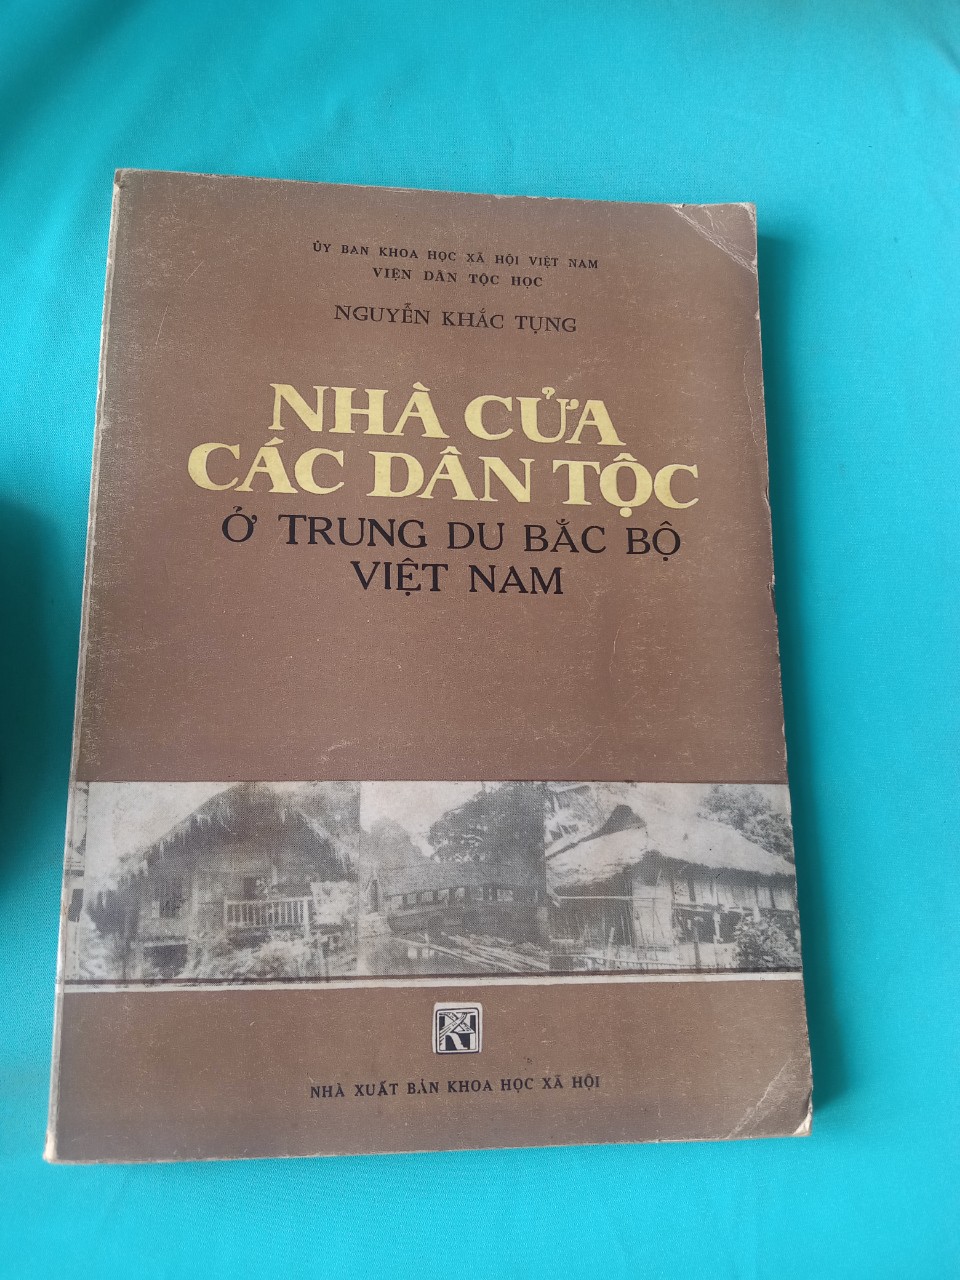 ỦY BAN KHOA HỌC XÃ HỘI VIỆT NAM
VIỆN DÂN TỘC HỌC
NGUYỄN KHẮC TỤNG
NHÀ CỬA
CÁC DÂN TỘC
Ở TRUNG DU BẮC BỘ
VIỆT NAM
NHÀ XUẤT BẢN KHOA HỌC XÃ HỘI